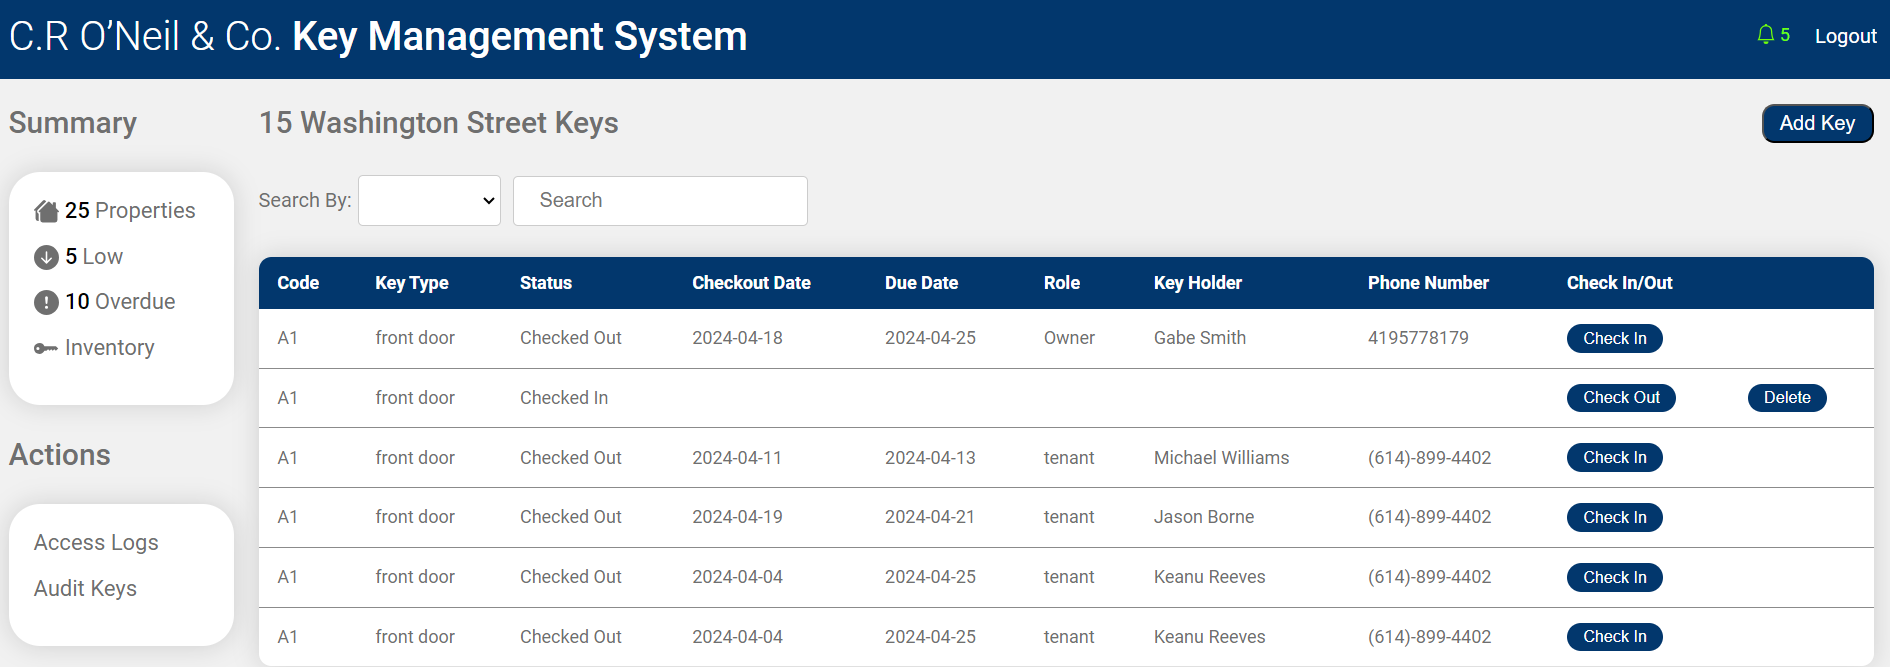 C.R O’Neil & Co. Key Management System
5 Logout
Summary
25 Properties
5 Low
10 Overdue
Inventory
Actions
Access Logs
Audit Keys
15 Washington Street Keys
Add Key
Search By: Search
Code Key Type Status Checkout Date Due Date Role Key Holder Phone Number Check In/Out
A1 front door Checked Out 2024-04-18 2024-04-25 Owner Gabe Smith 4195778179 Check In
A1 front door Checked In Check Out Delete
A1 front door Checked Out 2024-04-11 2024-04-13 tenant Michael Williams (614)-899-4402 Check In
A1 front door Checked Out 2024-04-19 2024-04-21 tenant Jason Borne (614)-899-4402 Check In
A1 front door Checked Out 2024-04-04 2024-04-25 tenant Keanu Reeves (614)-899-4402 Check In
A1 front door Checked Out 2024-04-04 2024-04-25 tenant Keanu Reeves (614)-899-4402 Check In